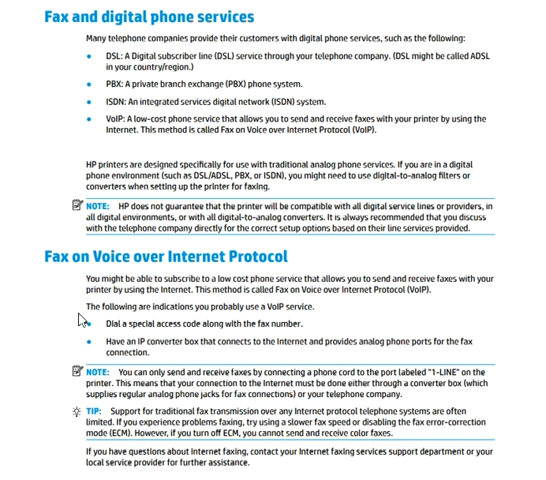 Fax and digital phone services
Many telephone companies provide their customers with digital phone services, such as the following:
● DSL: A Digital subscriber line (DSL) service through your telephone company. (DSL might be called ADSL
in your country/region.)
● PBX: A private branch exchange (PBX) phone system.
● ISDN: An integrated services digital network (ISDN) system.
● VoIP: A low-cost phone service that allows you to send and receive faxes with your printer by using the
Internet. This method is called Fax on Voice over Internet Protocol (VoIP).
HP printers are designed specifically for use with traditional analog phone services. If you are in a digital
phone environment (such as DSL/ADSL, PBX, or ISDN), you might need to use digital-to-analog filters or
converters when setting up the printer for faxing.
NOTE: HP does not guarantee that the printer will be compatible with all digital service lines or providers, in
all digital environments, or with all digital-to-analog converters. It is always recommended that you discuss
with the telephone company directly for the correct setup options based on their line services provided.
Fax on Voice over Internet Protocol
You might be able to subscribe to a low cost phone service that allows you to send and receive faxes with your
printer by using the Internet. This method is called Fax on Voice over Internet Protocol (VoIP).
The following are indications you probably use a VoIP service.
● Dial a special access code along with the fax number.
● Have an IP converter box that connects to the Internet and provides analog phone ports for the fax
connection.
NOTE: You can only send and receive faxes by connecting a phone cord to the port labeled "1-LINE" on the
printer. This means that your connection to the Internet must be done either through a converter box (which
supplies regular analog phone jacks for fax connections) or your telephone company.
TIP: Support for traditional fax transmission over any Internet protocol telephone systems are often
limited. If you experience problems faxing, try using a slower fax speed or disabling the fax error-correction
mode (ECM). However, if you turn off ECM, you cannot send and receive color faxes.
If you have questions about Internet faxing, contact your Internet faxing services support department or your
local service provider for further assistance.